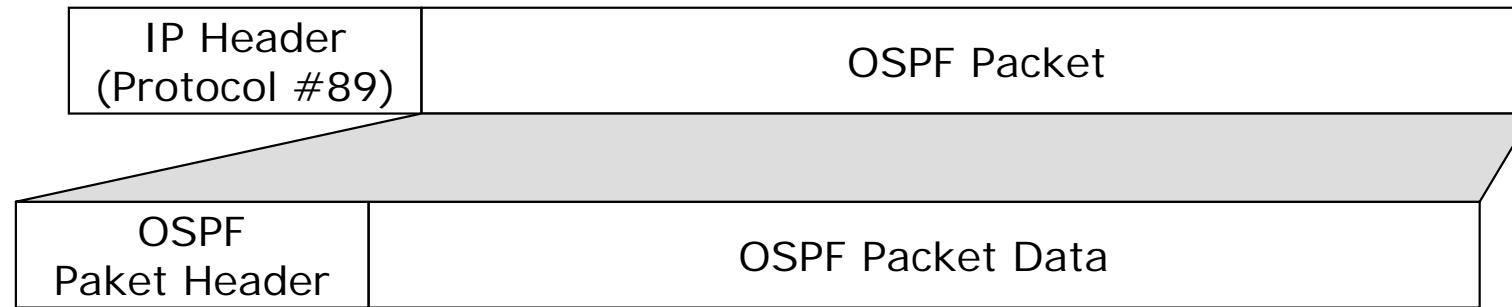 IP Header
(Protocol #89)
OSPF Packet
OSPF
Paket Header
OSPF Packet Data